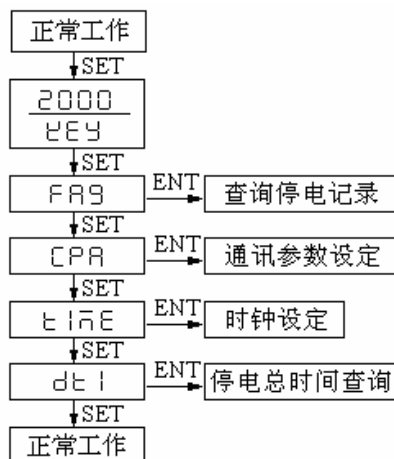 正常工作
SET
2000
KEY
SET
FA9 ENT 查询停电记录
SET
CPA ENT 通讯参数设定
SET
tIME ENT 时钟设定
SET
dt1 ENT 停电总时间查询
SET
正常工作